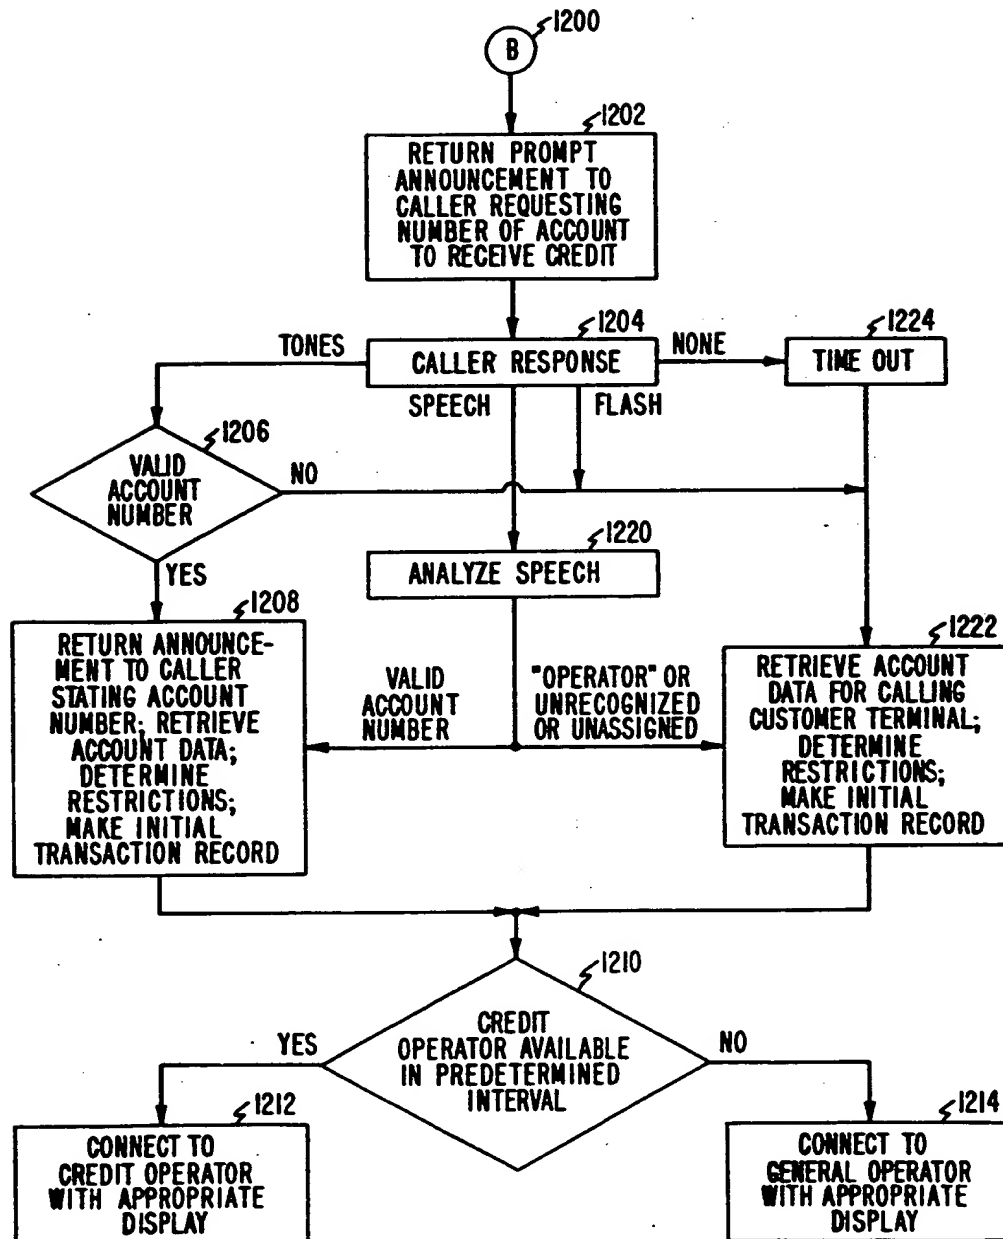 1200
B
1202
RETURN PROMPT
ANNOUNCEMENT TO
CALLER REQUESTING
NUMBER OF ACCOUNT
TO RECEIVE CREDIT
1204
1224
TONES
CALLER RESPONSE
NONE
TIME OUT
SPEECH
FLASH
1206
VALID
ACCOUNT
NUMBER
NO
1220
YES
ANALYZE SPEECH
1208
1222
RETURN ANNOUNCE-
MENT TO CALLER
STATING ACCOUNT
NUMBER; RETRIEVE
ACCOUNT DATA;
DETERMINE
RESTRICTIONS;
MAKE INITIAL
TRANSACTION RECORD
VALID
ACCOUNT
NUMBER
"OPERATOR" OR
UNRECOGNIZED
OR UNASSIGNED
RETRIEVE ACCOUNT
DATA FOR CALLING
CUSTOMER TERMINAL;
DETERMINE
RESTRICTIONS;
MAKE INITIAL
TRANSACTION RECORD
1210
CREDIT
OPERATOR AVAILABLE
IN PREDETERMINED
INTERVAL
YES
NO
1212
1214
CONNECT TO
CREDIT OPERATOR
WITH APPROPRIATE
DISPLAY
CONNECT TO
GENERAL OPERATOR
WITH APPROPRIATE
DISPLAY